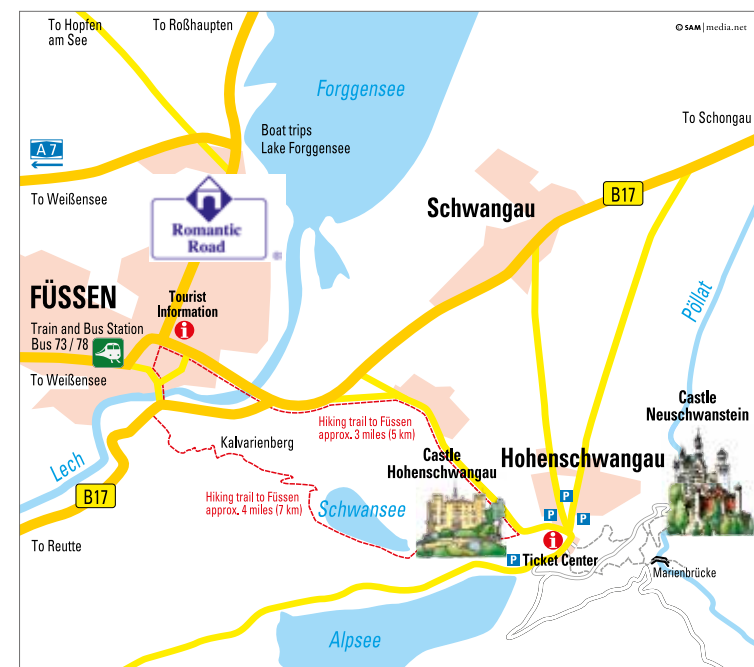 To Hopfen
am See
To Roßhaupten
© SAM|media.net
Forggensee
To Schongau
Boat trips
Lake Forggensee
A 7
To Weißensee
B17
Schwangau
Romantic
Road
®
FÜSSEN
Tourist
Information
i
Train and Bus Station
Bus 73 / 78
To Weißensee
Pöllat
Castle
Neuschwanstein
Hiking trail to Füssen
approx. 3 miles (5 km)
Kalvarienberg
Castle
Hohenschwangau
Hohenschwangau
Lech
B17
Hiking trail to Füssen
approx. 4 miles (7 km)
Schwansee
P
P
P
i
P
Ticket Center
To Reutte
Marienbrücke
Alpsee